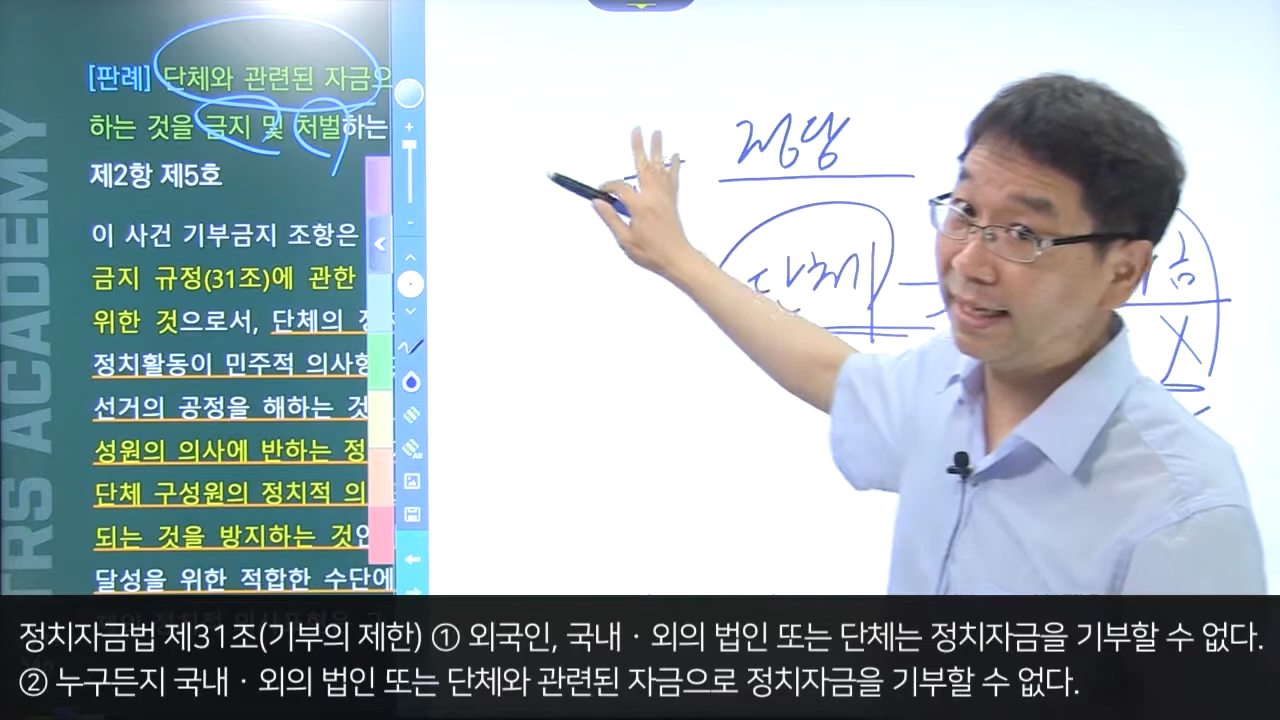 [판례] 단체와 관련된 자금으
하는 것을 금지 및 처벌하는
제2항 제5호
이 사건 기부금지 조항은
금지 규정(31조)에 관한
위한 것으로서, 단체의 정
정치활동이 민주적 의사형
선거의 공정을 해하는 것
성원의 의사에 반하는 정
단체 구성원의 정치적 의
되는 것을 방지하는 것인
달성을 위한 적합한 수단에
TRS ACADEMY
정당
단체
금
X
정치자금법 제31조(기부의 제한) ① 외국인, 국내 · 외의 법인 또는 단체는 정치자금을 기부할 수 없다.
② 누구든지 국내 · 외의 법인 또는 단체와 관련된 자금으로 정치자금을 기부할 수 없다.